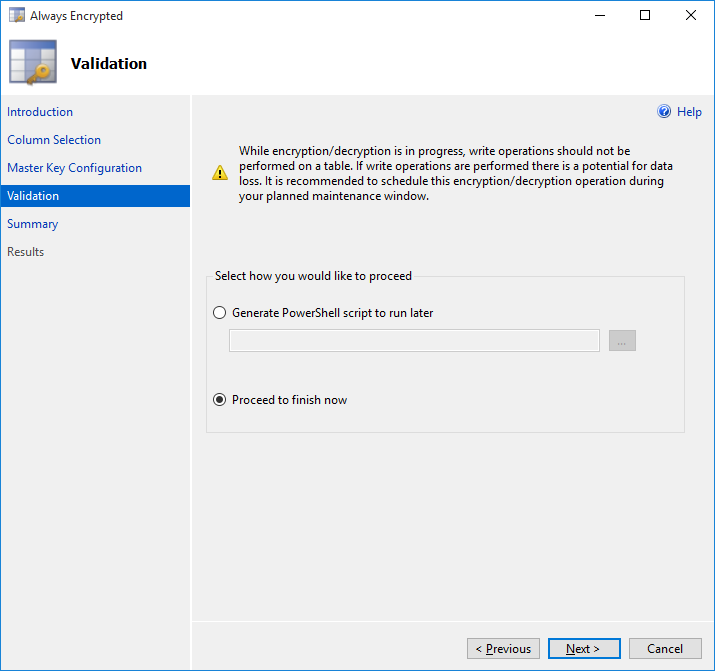 Always Encrypted
Validation
Introduction
Column Selection
Master Key Configuration
Validation
Summary
Results
Help
While encryption/decryption is in progress, write operations should not be
performed on a table. If write operations are performed there is a potential for data
loss. It is recommended to schedule this encryption/decryption operation during
your planned maintenance window.
Select how you would like to proceed
Generate PowerShell script to run later
...
Proceed to finish now
< Previous
Next >
Cancel